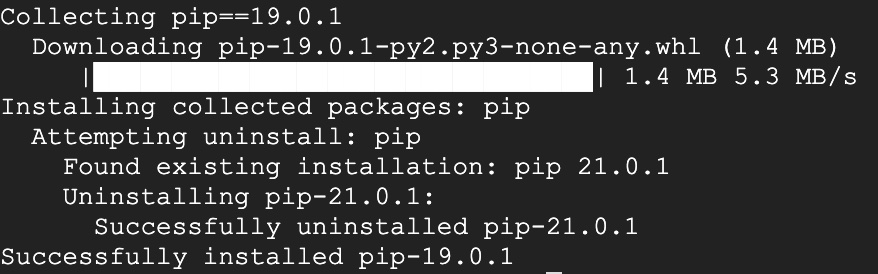 Collecting pip==19.0.1
Downloading pip-19.0.1-py2.py3-none-any.whl (1.4 MB)
| | 1.4 MB 5.3 MB/s
Installing collected packages: pip
Attempting uninstall: pip
Found existing installation: pip 21.0.1
Uninstalling pip-21.0.1:
Successfully uninstalled pip-21.0.1
Successfully installed pip-19.0.1